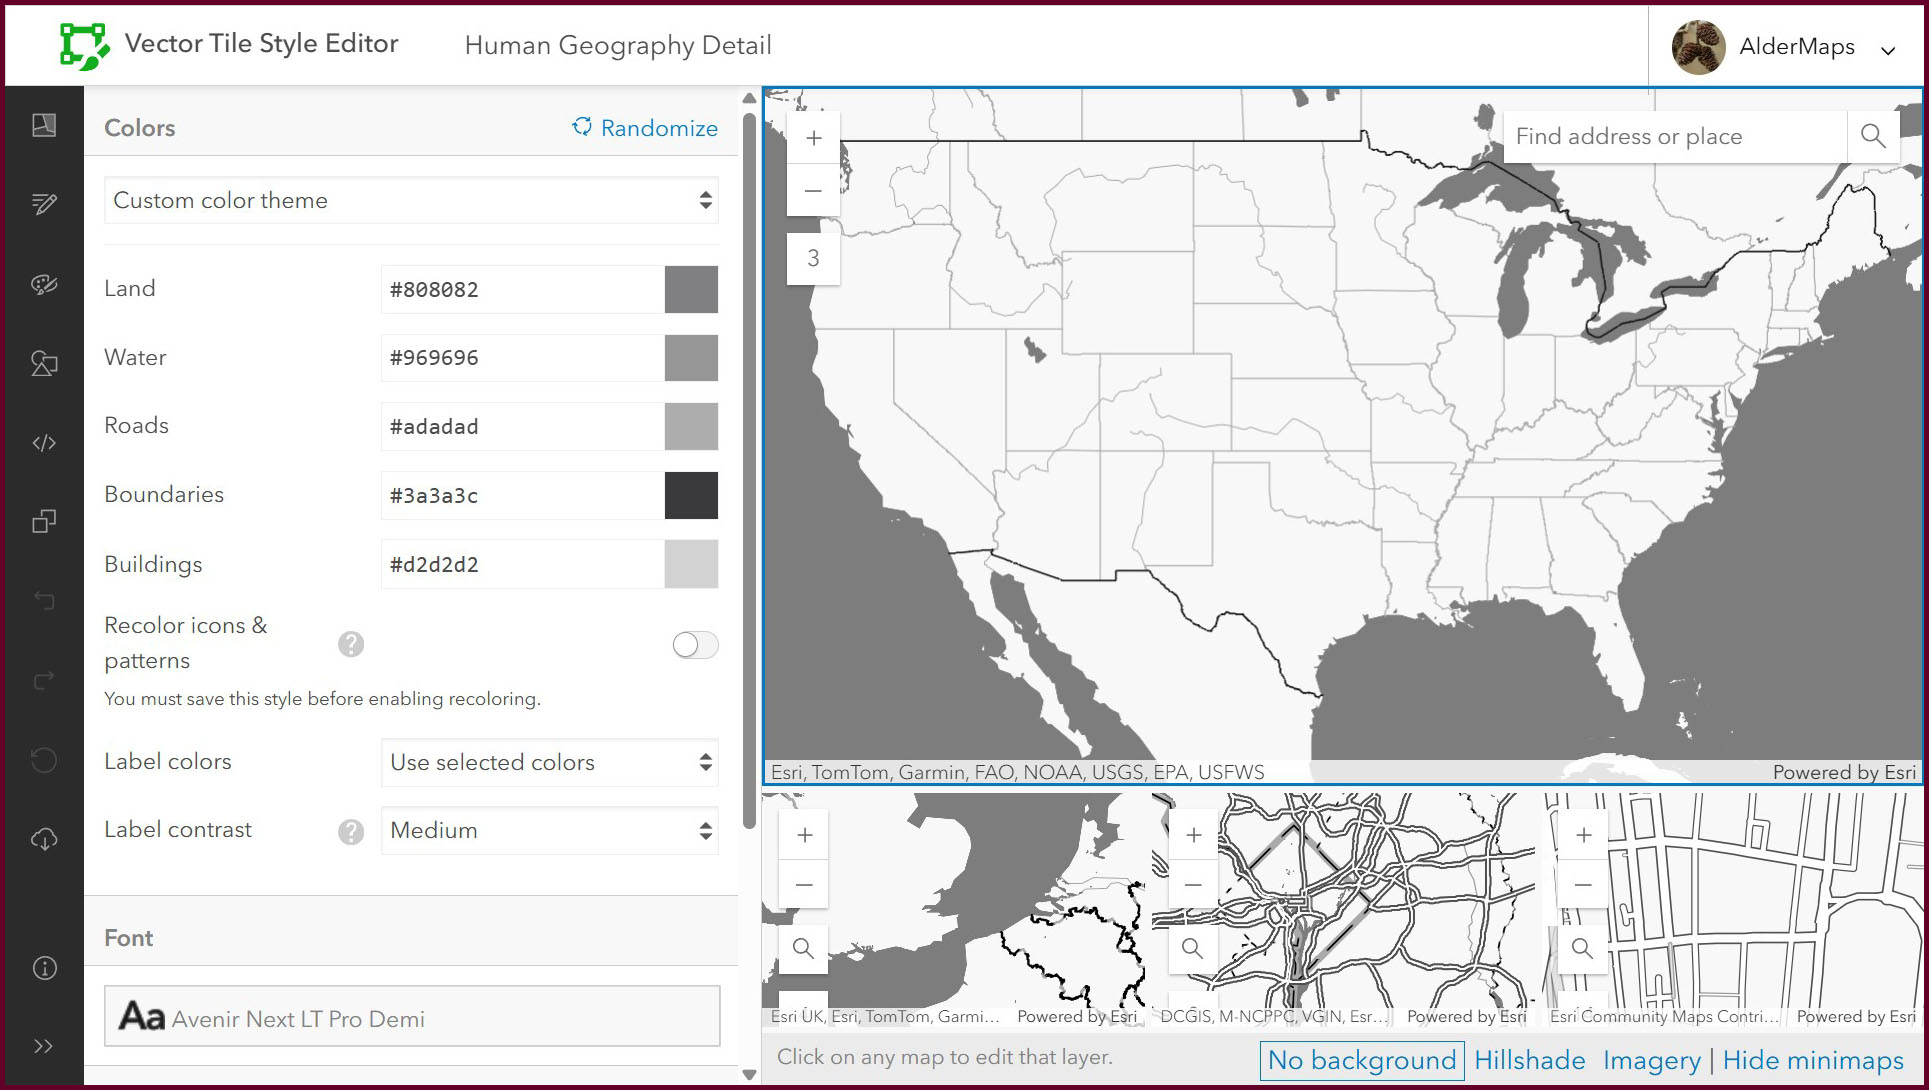 Vector Tile Style Editor
Human Geography Detail
AlderMaps
Colors
Randomize
Custom color theme
Land
#808082
Water
#969696
Roads
#adadad
Boundaries
#3a3a3c
Buildings
#d2d2d2
Recolor icons &
patterns
?
You must save this style before enabling recoloring.
Label colors
Use selected colors
Label contrast
?
Medium
Font
Aa Avenir Next LT Pro Demi
+
−
3
Find address or place
Esri, TomTom, Garmin, FAO, NOAA, USGS, EPA, USFWS
Powered by Esri
+
−
Esri UK, Esri, TomTom, Garmi...
Powered by Esri
+
−
DCGIS, M-NCPPC, VGIN, Esr...
Powered by Esri
+
−
Esri Community Maps Contri...
Powered by Esri
Click on any map to edit that layer.
No background
Hillshade
Imagery
|
Hide minimaps